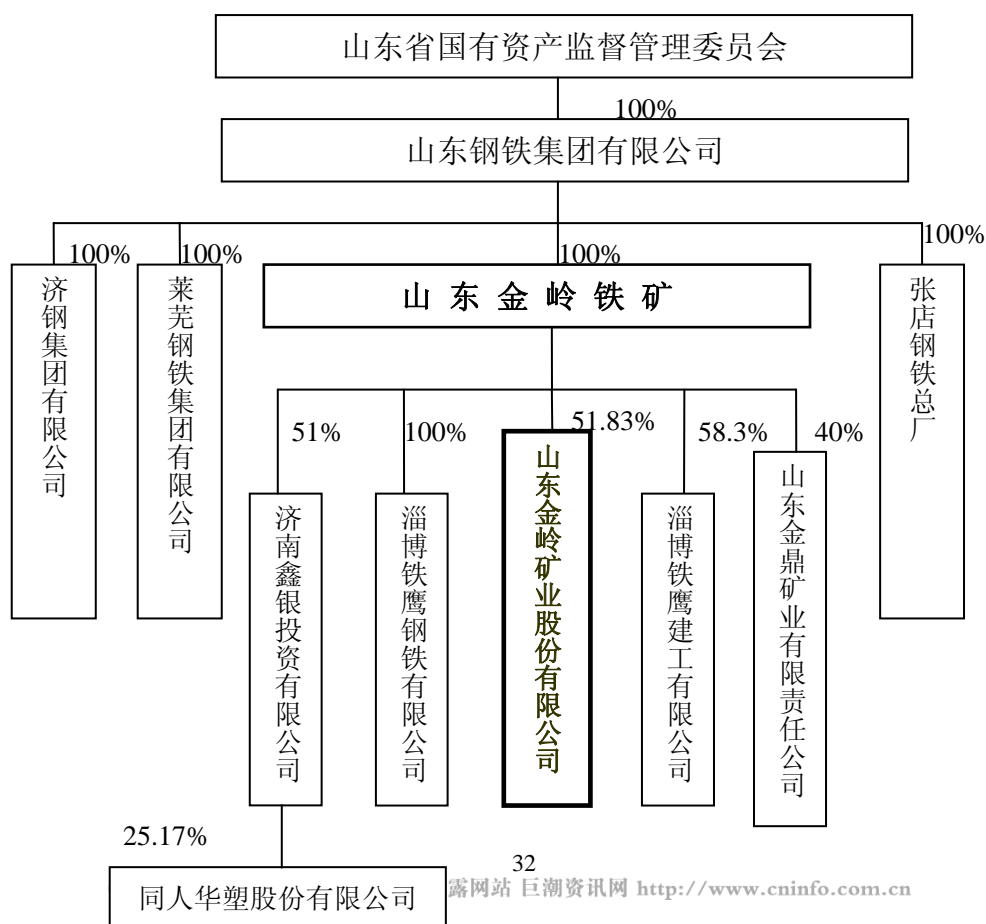 山东省国有资产监督管理委员会
100%
山东钢铁集团有限公司
100%
100%
100%
100%
济钢集团有限公司
莱芜钢铁集团有限公司
山东金岭铁矿
张店钢铁总厂
51%
100%
51.83%
58.3%
40%
济南鑫银投资有限公司
淄博铁鹰钢铁有限公司
山东金岭矿业股份有限公司
淄博铁鹰建工有限公司
山东金鼎矿业有限责任公司
25.17%
同人华塑股份有限公司
32
露网站 巨潮资讯网 http://www.cninfo.com.cn